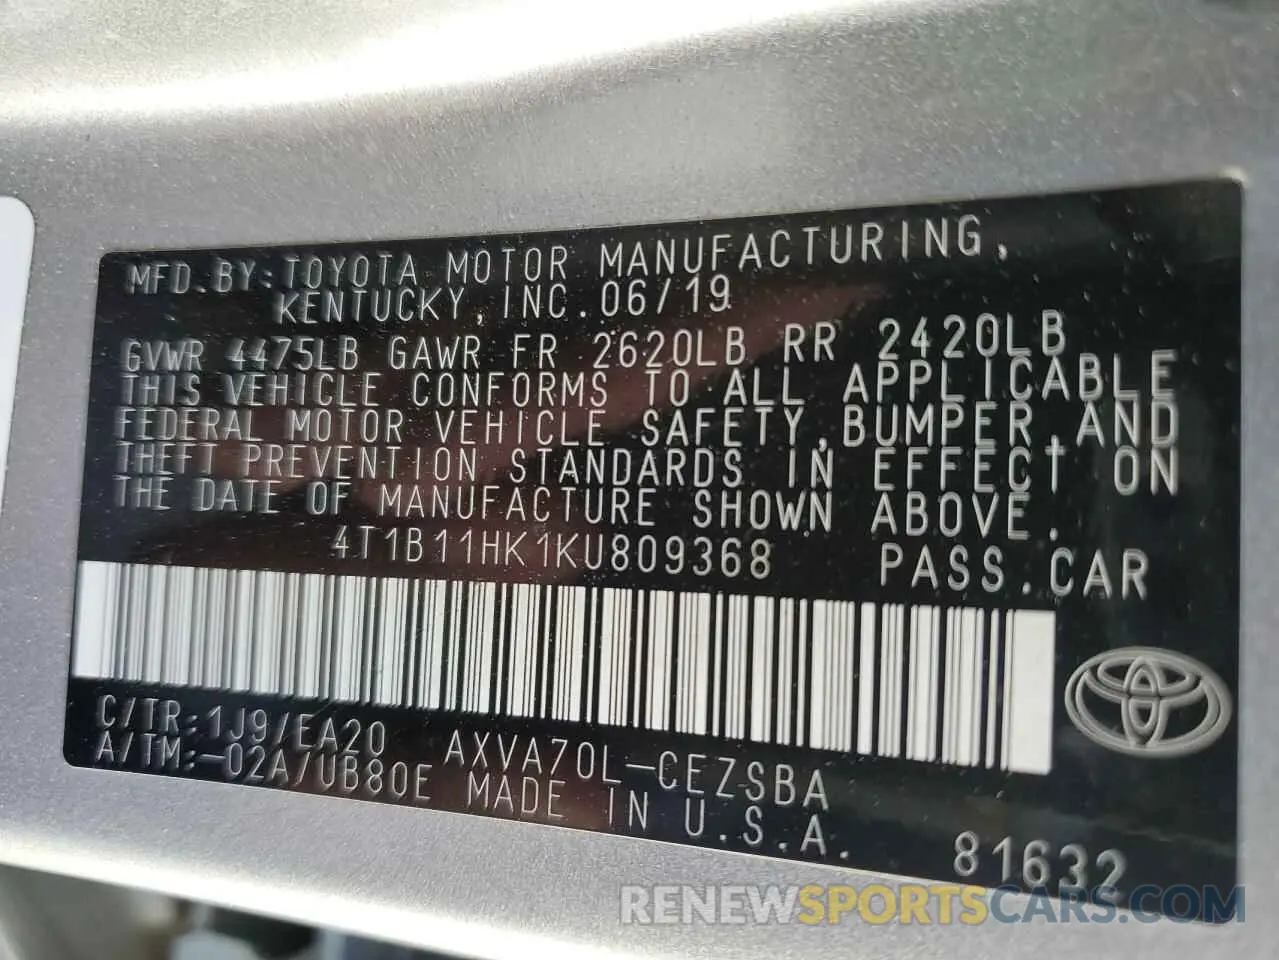 MFD.BY:TOYOTA MOTOR MANUFACTURING,
KENTUCKY,INC.06/19
GVWR 4475LB GAWR FR 2620LB RR 2420LB
THIS VEHICLE CONFORMS TO ALL APPLICABLE
FEDERAL MOTOR VEHICLE SAFETY,BUMPER,AND
THEFT PREVENTION STANDARDS IN EFFECT ON
THE DATE OF MANUFACTURE SHOWN ABOVE.
4T1B11HK1KU809368 PASS.CAR
C/TR:1J9/EA20 AXVA70L-CEZSBA
A/TM:-02A/UB80E MADE IN U.S.A.
81632
RENEWSPORTSCARS.COM